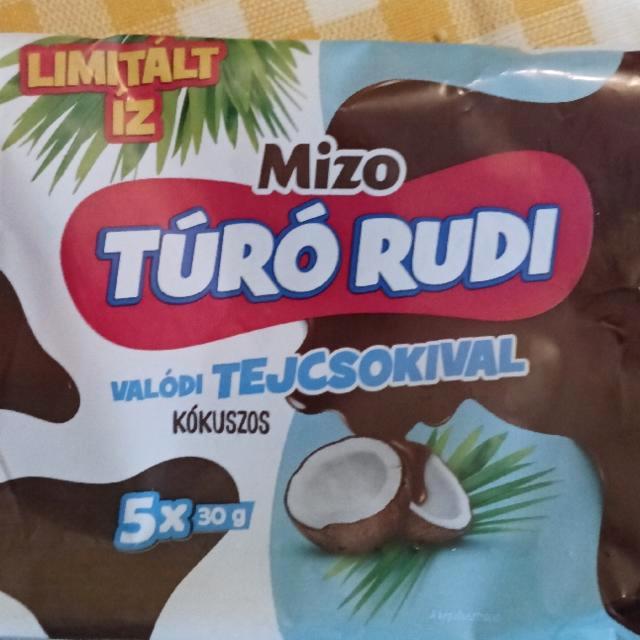 LIMITÁLT
ÍZ
Mizo
TÚRÓ RUDI
VALÓDI TEJCSOKIVAL
KÓKUSZOS
5x 30 g